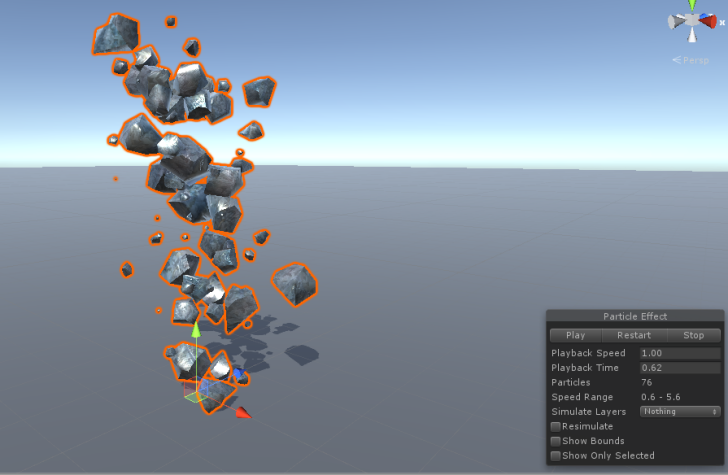 x
Persp
Particle Effect
Play Restart Stop
Playback Speed 1.00
Playback Time 0.62
Particles 76
Speed Range 0.6 - 5.6
Simulate Layers Nothing
Resimulate
Show Bounds
Show Only Selected